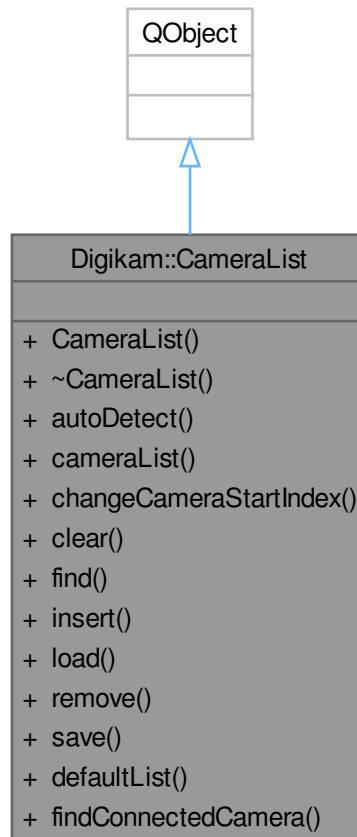 QObject
Digikam::CameraList
+ CameraList()
+ ~CameraList()
+ autoDetect()
+ cameraList()
+ changeCameraStartIndex()
+ clear()
+ find()
+ insert()
+ load()
+ remove()
+ save()
+ defaultList()
+ findConnectedCamera()